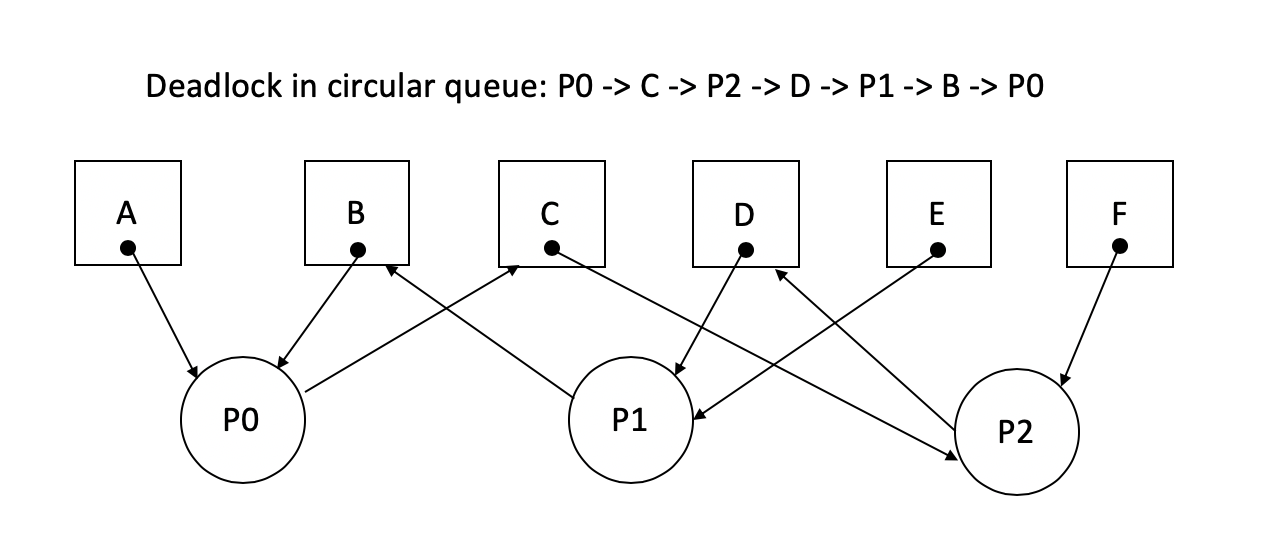 Deadlock in circular queue: P0 -> C -> P2 -> D -> P1 -> B -> P0
A
B
C
D
E
F
P0
P1
P2